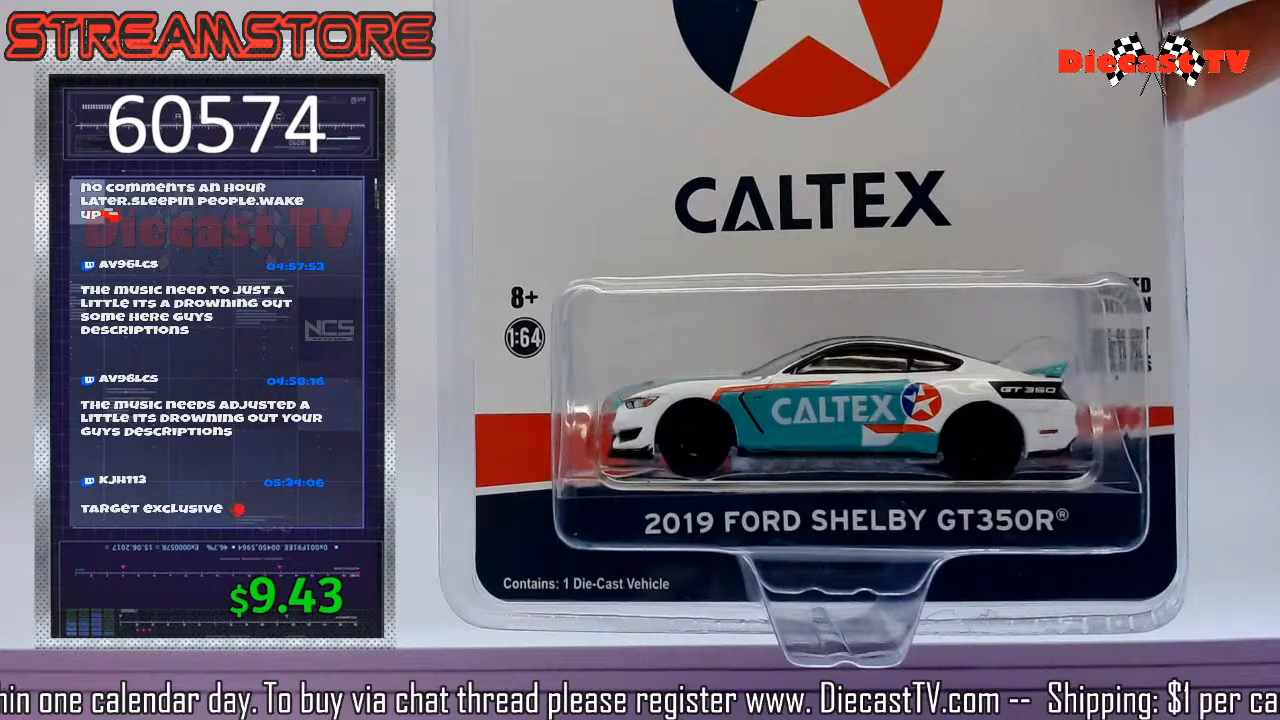 STREAMSTORE
Diecast TV
60574
no comments an hour
later.sleepin people.wake
up
Diecast TV
AV96LCS
04:57:53
The music need to just a
little its a drowning out
some here guys
descriptions
NCS
AV96LCS
04:58:16
The music needs adjusted a
little its drowning out your
guys descriptions
KJH113
05:34:06
Target exclusive
$9.43
CALTEX
8+
1:64
CALTEX
GT 350
2019 FORD SHELBY GT350R®
Contains: 1 Die-Cast Vehicle
one calendar day. To buy via chat thread please register www. DiecastTV.com -- Shipping: $1 per